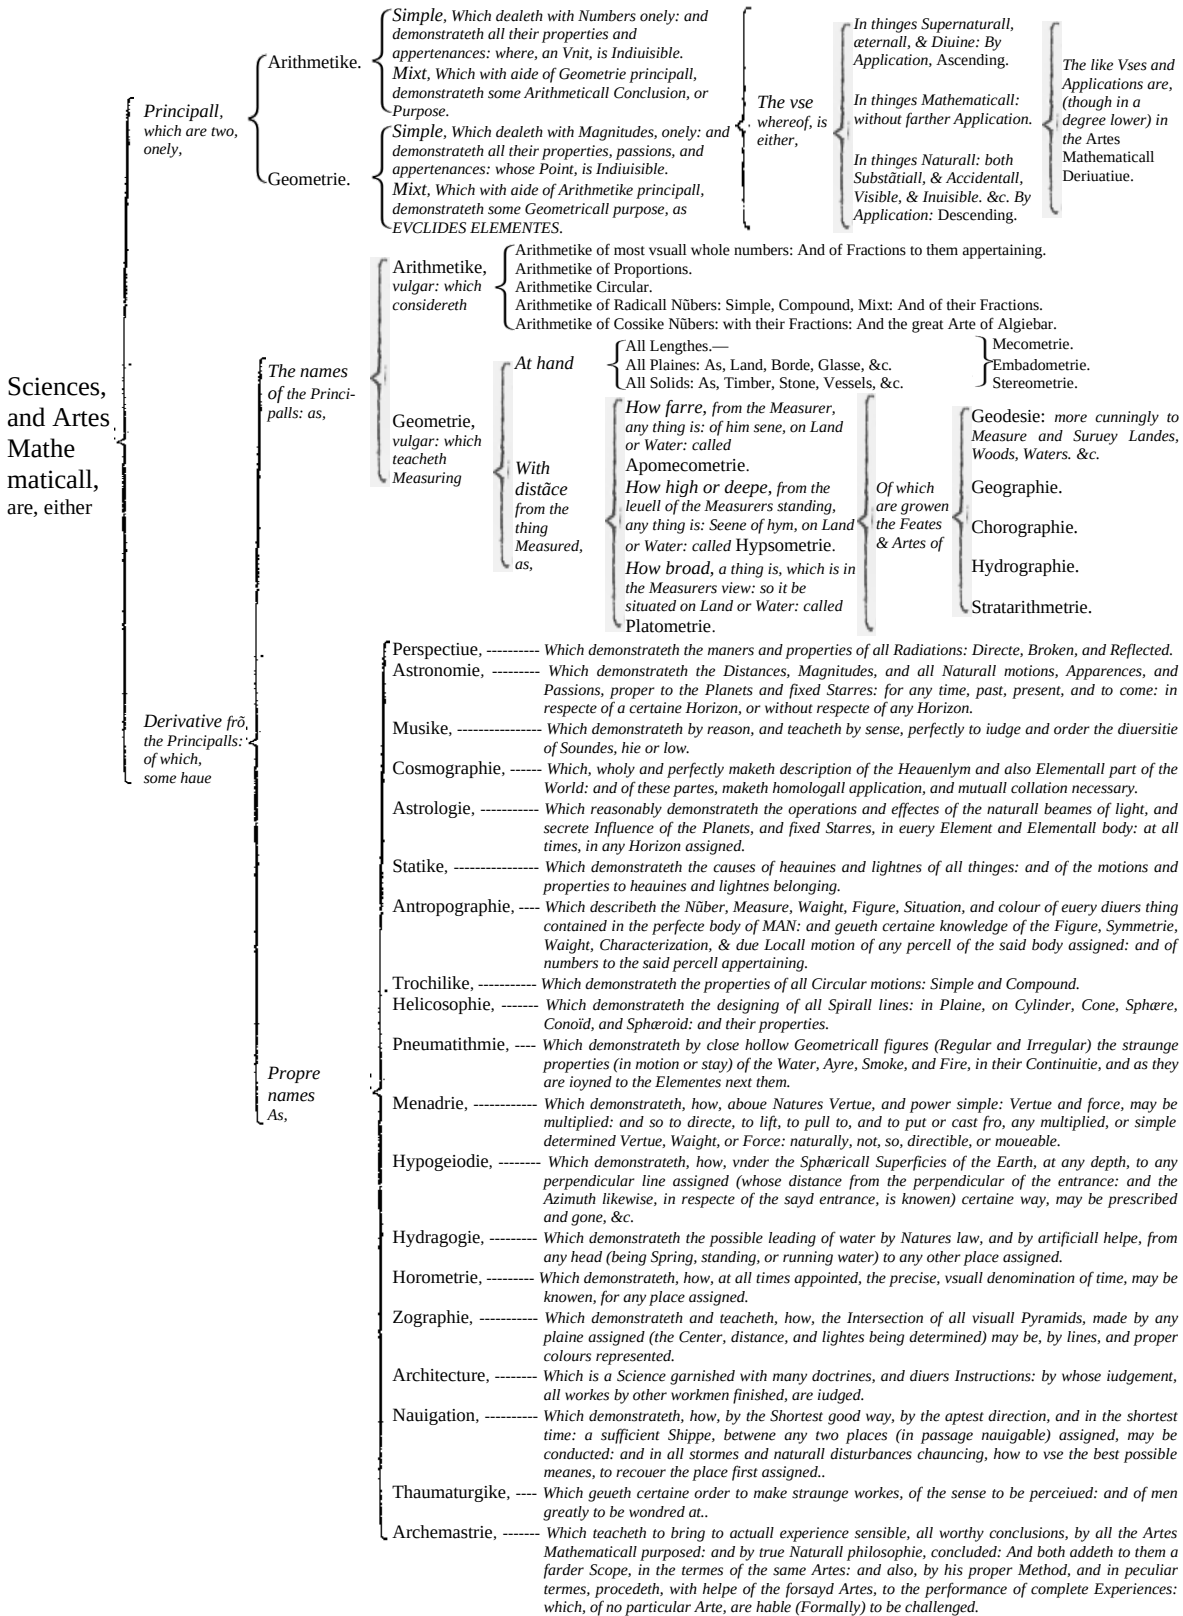 Sciences,
and Artes
Mathe
maticall,
are, either
Principall,
which are two,
onely,
Arithmetike.
Simple, Which dealeth with Numbers onely: and
demonstrateth all their properties and
appertenances: where, an Vnit, is Indiuisible.
Mixt, Which with aide of Geometrie principall,
demonstrateth some Arithmeticall Conclusion, or
Purpose.
Geometrie.
Simple, Which dealeth with Magnitudes, onely: and
demonstrateth all their properties, passions, and
appertenances: whose Point, is Indiuisible.
Mixt, Which with aide of Arithmetike principall,
demonstrateth some Geometricall purpose, as
EVCLIDES ELEMENTES.
The vse
whereof, is
either,
In thinges Supernaturall,
æternall, & Diuine: By
Application, Ascending.
In thinges Mathematicall:
without farther Application.
In thinges Naturall: both
Substãtiall, & Accidentall,
Visible, & Inuisible. &c. By
Application: Descending.
The like Vses and
Applications are,
(though in a
degree lower) in
the Artes
Mathematicall
Deriuatiue.
Derivative frõ,
the Principalls:
of which,
some haue
The names
of the Princi-
palls: as,
Arithmetike,
vulgar: which
considereth
Arithmetike of most vsuall whole numbers: And of Fractions to them appertaining.
Arithmetike of Proportions.
Arithmetike Circular.
Arithmetike of Radicall Nũbers: Simple, Compound, Mixt: And of their Fractions.
Arithmetike of Cossike Nũbers: with their Fractions: And the great Arte of Algiebar.
Geometrie,
vulgar: which
teacheth
Measuring
At hand
All Lengthes.—
All Plaines: As, Land, Borde, Glasse, &c.
All Solids: As, Timber, Stone, Vessels, &c.
Mecometrie.
Embadometrie.
Stereometrie.
With
distãce
from the
thing
Measured,
as,
How farre, from the Measurer,
any thing is: of him sene, on Land
or Water: called
Apomecometrie.
How high or deepe, from the
leuell of the Measurers standing,
any thing is: Seene of hym, on Land
or Water: called Hypsometrie.
How broad, a thing is, which is in
the Measurers view: so it be
situated on Land or Water: called
Platometrie.
Of which
are growen
the Feates
& Artes of
Geodesie: more cunningly to
Measure and Suruey Landes,
Woods, Waters. &c.
Geographie.
Chorographie.
Hydrographie.
Stratarithmetrie.
Propre
names
As,
Perspectiue, ---------- Which demonstrateth the maners and properties of all Radiations: Directe, Broken, and Reflected.
Astronomie, --------- Which demonstrateth the Distances, Magnitudes, and all Naturall motions, Apparences, and
Passions, proper to the Planets and fixed Starres: for any time, past, present, and to come: in
respecte of a certaine Horizon, or without respecte of any Horizon.
Musike, ---------------- Which demonstrateth by reason, and teacheth by sense, perfectly to iudge and order the diuersitie
of Soundes, hie or low.
Cosmographie, ------ Which, wholy and perfectly maketh description of the Heauenlym and also Elementall part of the
World: and of these partes, maketh homologall application, and mutuall collation necessary.
Astrologie, ----------- Which reasonably demonstrateth the operations and effectes of the naturall beames of light, and
secrete Influence of the Planets, and fixed Starres, in euery Element and Elementall body: at all
times, in any Horizon assigned.
Statike, ---------------- Which demonstrateth the causes of heauines and lightnes of all thinges: and of the motions and
properties to heauines and lightnes belonging.
Antropographie, ---- Which describeth the Nũber, Measure, Waight, Figure, Situation, and colour of euery diuers thing
contained in the perfecte body of MAN: and geueth certaine knowledge of the Figure, Symmetrie,
Waight, Characterization, & due Locall motion of any percell of the said body assigned: and of
numbers to the said percell appertaining.
Trochilike, ----------- Which demonstrateth the properties of all Circular motions: Simple and Compound.
Helicosophie, ------- Which demonstrateth the designing of all Spirall lines: in Plaine, on Cylinder, Cone, Sphære,
Conoïd, and Sphæroid: and their properties.
Pneumatithmie, ---- Which demonstrateth by close hollow Geometricall figures (Regular and Irregular) the straunge
properties (in motion or stay) of the Water, Ayre, Smoke, and Fire, in their Continuitie, and as they
are ioyned to the Elementes next them.
Menadrie, ------------ Which demonstrateth, how, aboue Natures Vertue, and power simple: Vertue and force, may be
multiplied: and so to directe, to lift, to pull to, and to put or cast fro, any multiplied, or simple
determined Vertue, Waight, or Force: naturally, not, so, directible, or moueable.
Hypogeiodie, -------- Which demonstrateth, how, vnder the Sphæricall Superficies of the Earth, at any depth, to any
perpendicular line assigned (whose distance from the perpendicular of the entrance: and the
Azimuth likewise, in respecte of the sayd entrance, is knowen) certaine way, may be prescribed
and gone, &c.
Hydragogie, --------- Which demonstrateth the possible leading of water by Natures law, and by artificiall helpe, from
any head (being Spring, standing, or running water) to any other place assigned.
Horometrie, --------- Which demonstrateth, how, at all times appointed, the precise, vsuall denomination of time, may be
knowen, for any place assigned.
Zographie, ----------- Which demonstrateth and teacheth, how, the Intersection of all visuall Pyramids, made by any
plaine assigned (the Center, distance, and lightes being determined) may be, by lines, and proper
colours represented.
Architecture, -------- Which is a Science garnished with many doctrines, and diuers Instructions: by whose iudgement,
all workes by other workmen finished, are iudged.
Nauigation, ---------- Which demonstrateth, how, by the Shortest good way, by the aptest direction, and in the shortest
time: a sufficient Shippe, betwene any two places (in passage nauigable) assigned, may be
conducted: and in all stormes and naturall disturbances chauncing, how to vse the best possible
meanes, to recouer the place first assigned..
Thaumaturgike, ---- Which geueth certaine order to make straunge workes, of the sense to be perceiued: and of men
greatly to be wondred at..
Archemastrie, ------- Which teacheth to bring to actuall experience sensible, all worthy conclusions, by all the Artes
Mathematicall purposed: and by true Naturall philosophie, concluded: And both addeth to them a
farder Scope, in the termes of the same Artes: and also, by his proper Method, and in peculiar
termes, procedeth, with helpe of the forsayd Artes, to the performance of complete Experiences:
which, of no particular Arte, are hable (Formally) to be challenged.